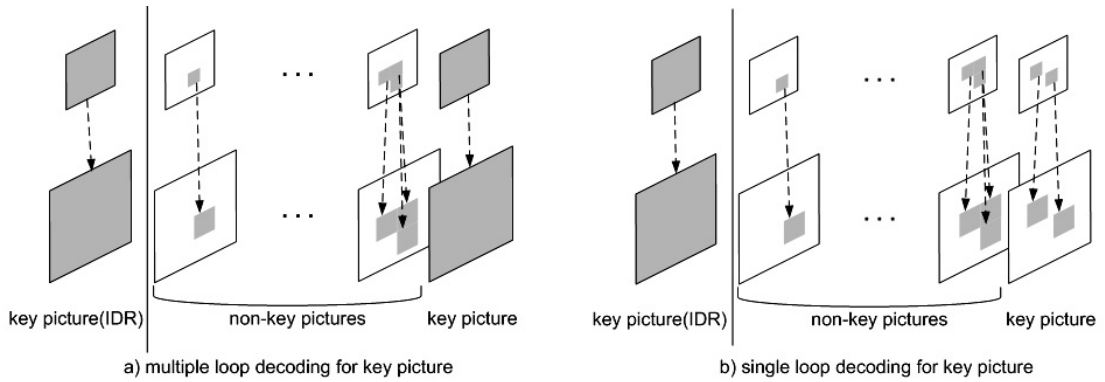 ...
...
...
...
key picture(IDR)
non-key pictures
key picture
key picture(IDR)
non-key pictures
key picture
a) multiple loop decoding for key picture
b) single loop decoding for key picture